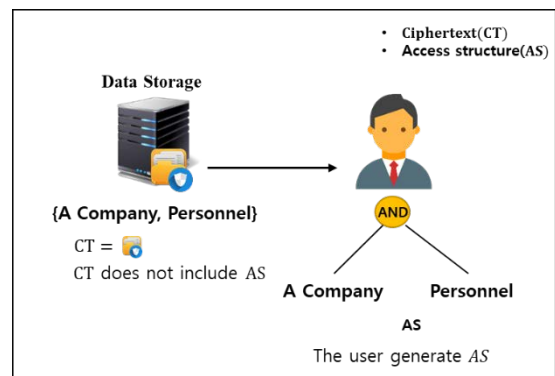 • Ciphertext(CT)
• Access structure(AS)
Data Storage
{A Company, Personnel}
CT =
CT does not include AS
AND
A Company
Personnel
AS
The user generate AS